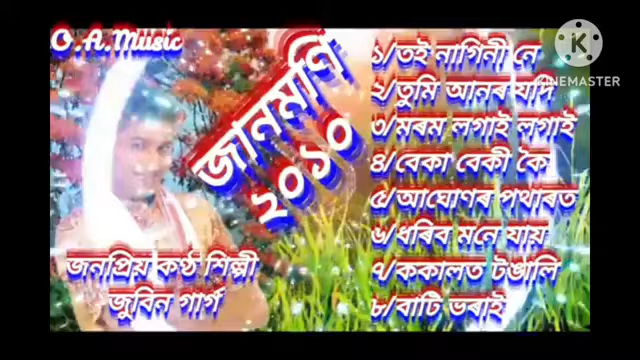 O.A.Music
জানমণি
২০১০
জনপ্ৰিয় কণ্ঠ শিল্পী
জুবিন গাৰ্গ
১/তই নাগিনী নে
২/তুমি আনৰ যদি
৩/মৰম লগাই লগাই
৪/বেকা বেকী কৈ
৫/আঘোণৰ পথাৰত
৬/ধৰিব মনে যায়
৭/ককালত টঙালি
৮/বাটি ভৰাই
KINEMASTER